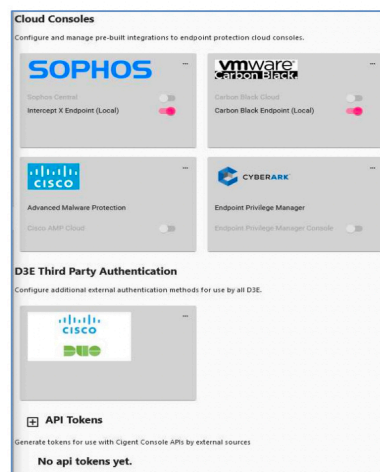 Cloud Consoles
Configure and manage pre-built integrations to endpoint protection cloud consoles.
SOPHOS
Sophos Central
Intercept X Endpoint (Local)
vmware
Carbon Black.
Carbon Black Cloud
Carbon Black Endpoint (Local)
CISCO
Advanced Malware Protection
Cisco AMP Cloud
CYBERARK
Endpoint Privilege Manager
Endpoint Privilege Manager Console
D3E Third Party Authentication
Configure additional external authentication methods for use by all D3E.
CISCO
DUO
API Tokens
Generate tokens for use with Cigent Console APIs by external sources
No api tokens yet.